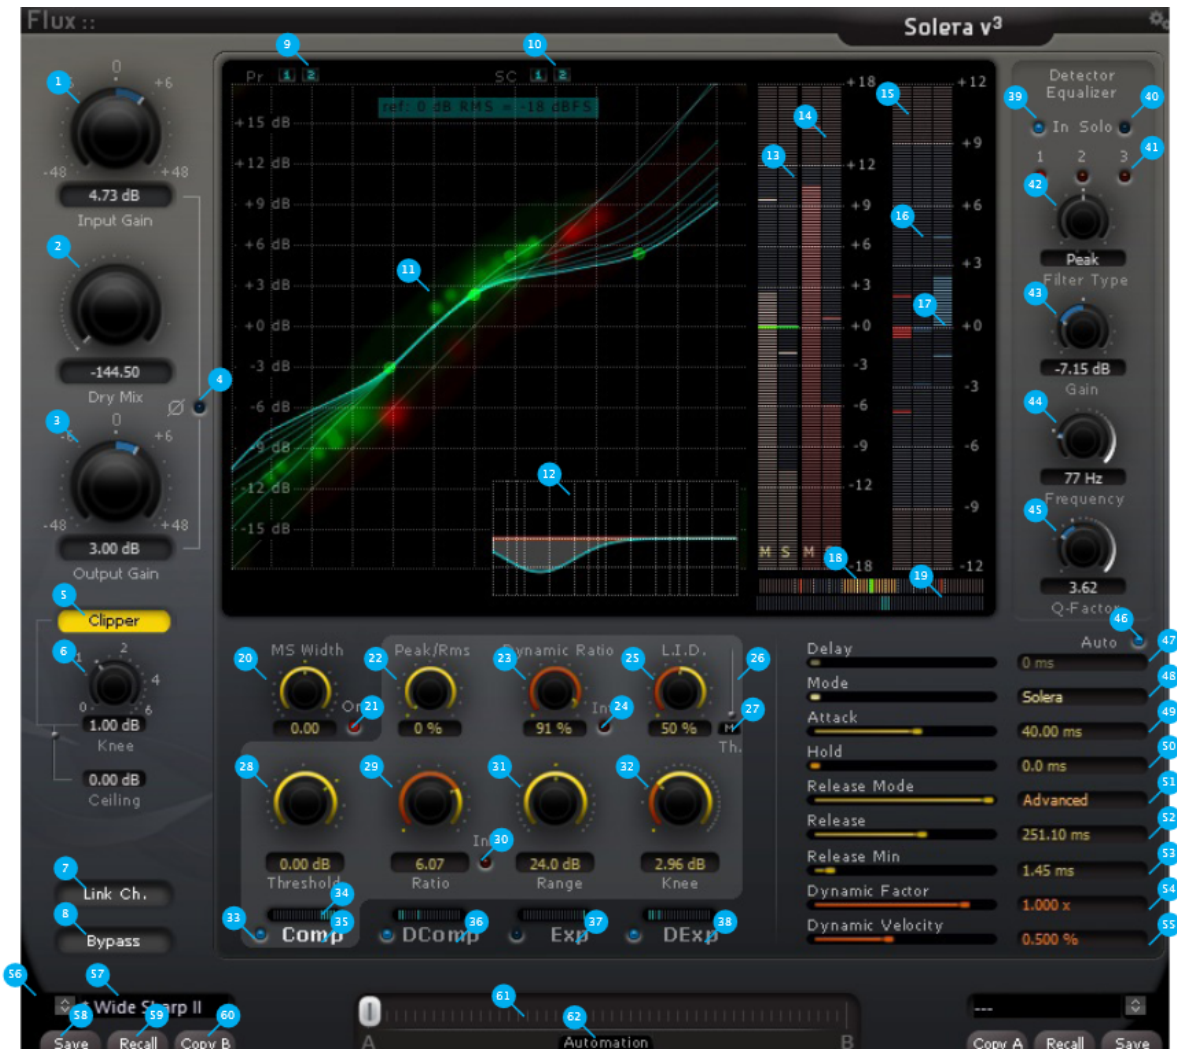 Flux ::
Solera v3
9 10
Pr 1 2
SC 1 2
ref: 0 dB RMS = -18 dBFS
1
0
+6
-48 +48
4.73 dB
Input Gain
2
-144.50
Dry Mix
4
Ø
3
0
-6 +6
-48 +48
3.00 dB
Output Gain
5
Clipper
6
0 1 2 4 6
1.00 dB
Knee
0.00 dB
Ceiling
7
Link Ch.
8
Bypass
+15 dB
+12 dB
+9 dB
+6 dB
+3 dB
+0 dB
-3 dB
-6 dB
-9 dB
-12 dB
-15 dB
11
12
13 14 15 16 17 18 19
+18
+12
+9
+6
+3
+0
-3
-6
-9
-12
-18
M S M
+12
+9
+6
+3
+0
-3
-6
-9
-12
Detector
Equalizer
39 40
In Solo
1 2 3
41
42
Peak
Filter Type
43
-7.15 dB
Gain
44
77 Hz
Frequency
45
3.62
Q-Factor
46
Auto
20 MS Width
0.00
On
21
22 Peak/Rms
0 %
23 Dynamic Ratio
91 %
Int
24
25 L.I.D.
50 %
26
27
M
Th.
28
0.00 dB
Threshold
29
6.07
Ratio
30
31
24.0 dB
Range
32
2.96 dB
Knee
33 34 35
Comp
36
DComp
37
Exp
38
DExp
Delay
0 ms
47
Mode
Solera
48
Attack
40.00 ms
49
Hold
0.0 ms
50
Release Mode
Advanced
51
Release
251.10 ms
52
Release Min
1.45 ms
53
Dynamic Factor
1.000 x
54
Dynamic Velocity
0.500 %
55
56 57
Wide Sharp II
58 59 60
Save Recall Copy B
61
62
A Automation B
---
Copy A Recall Save